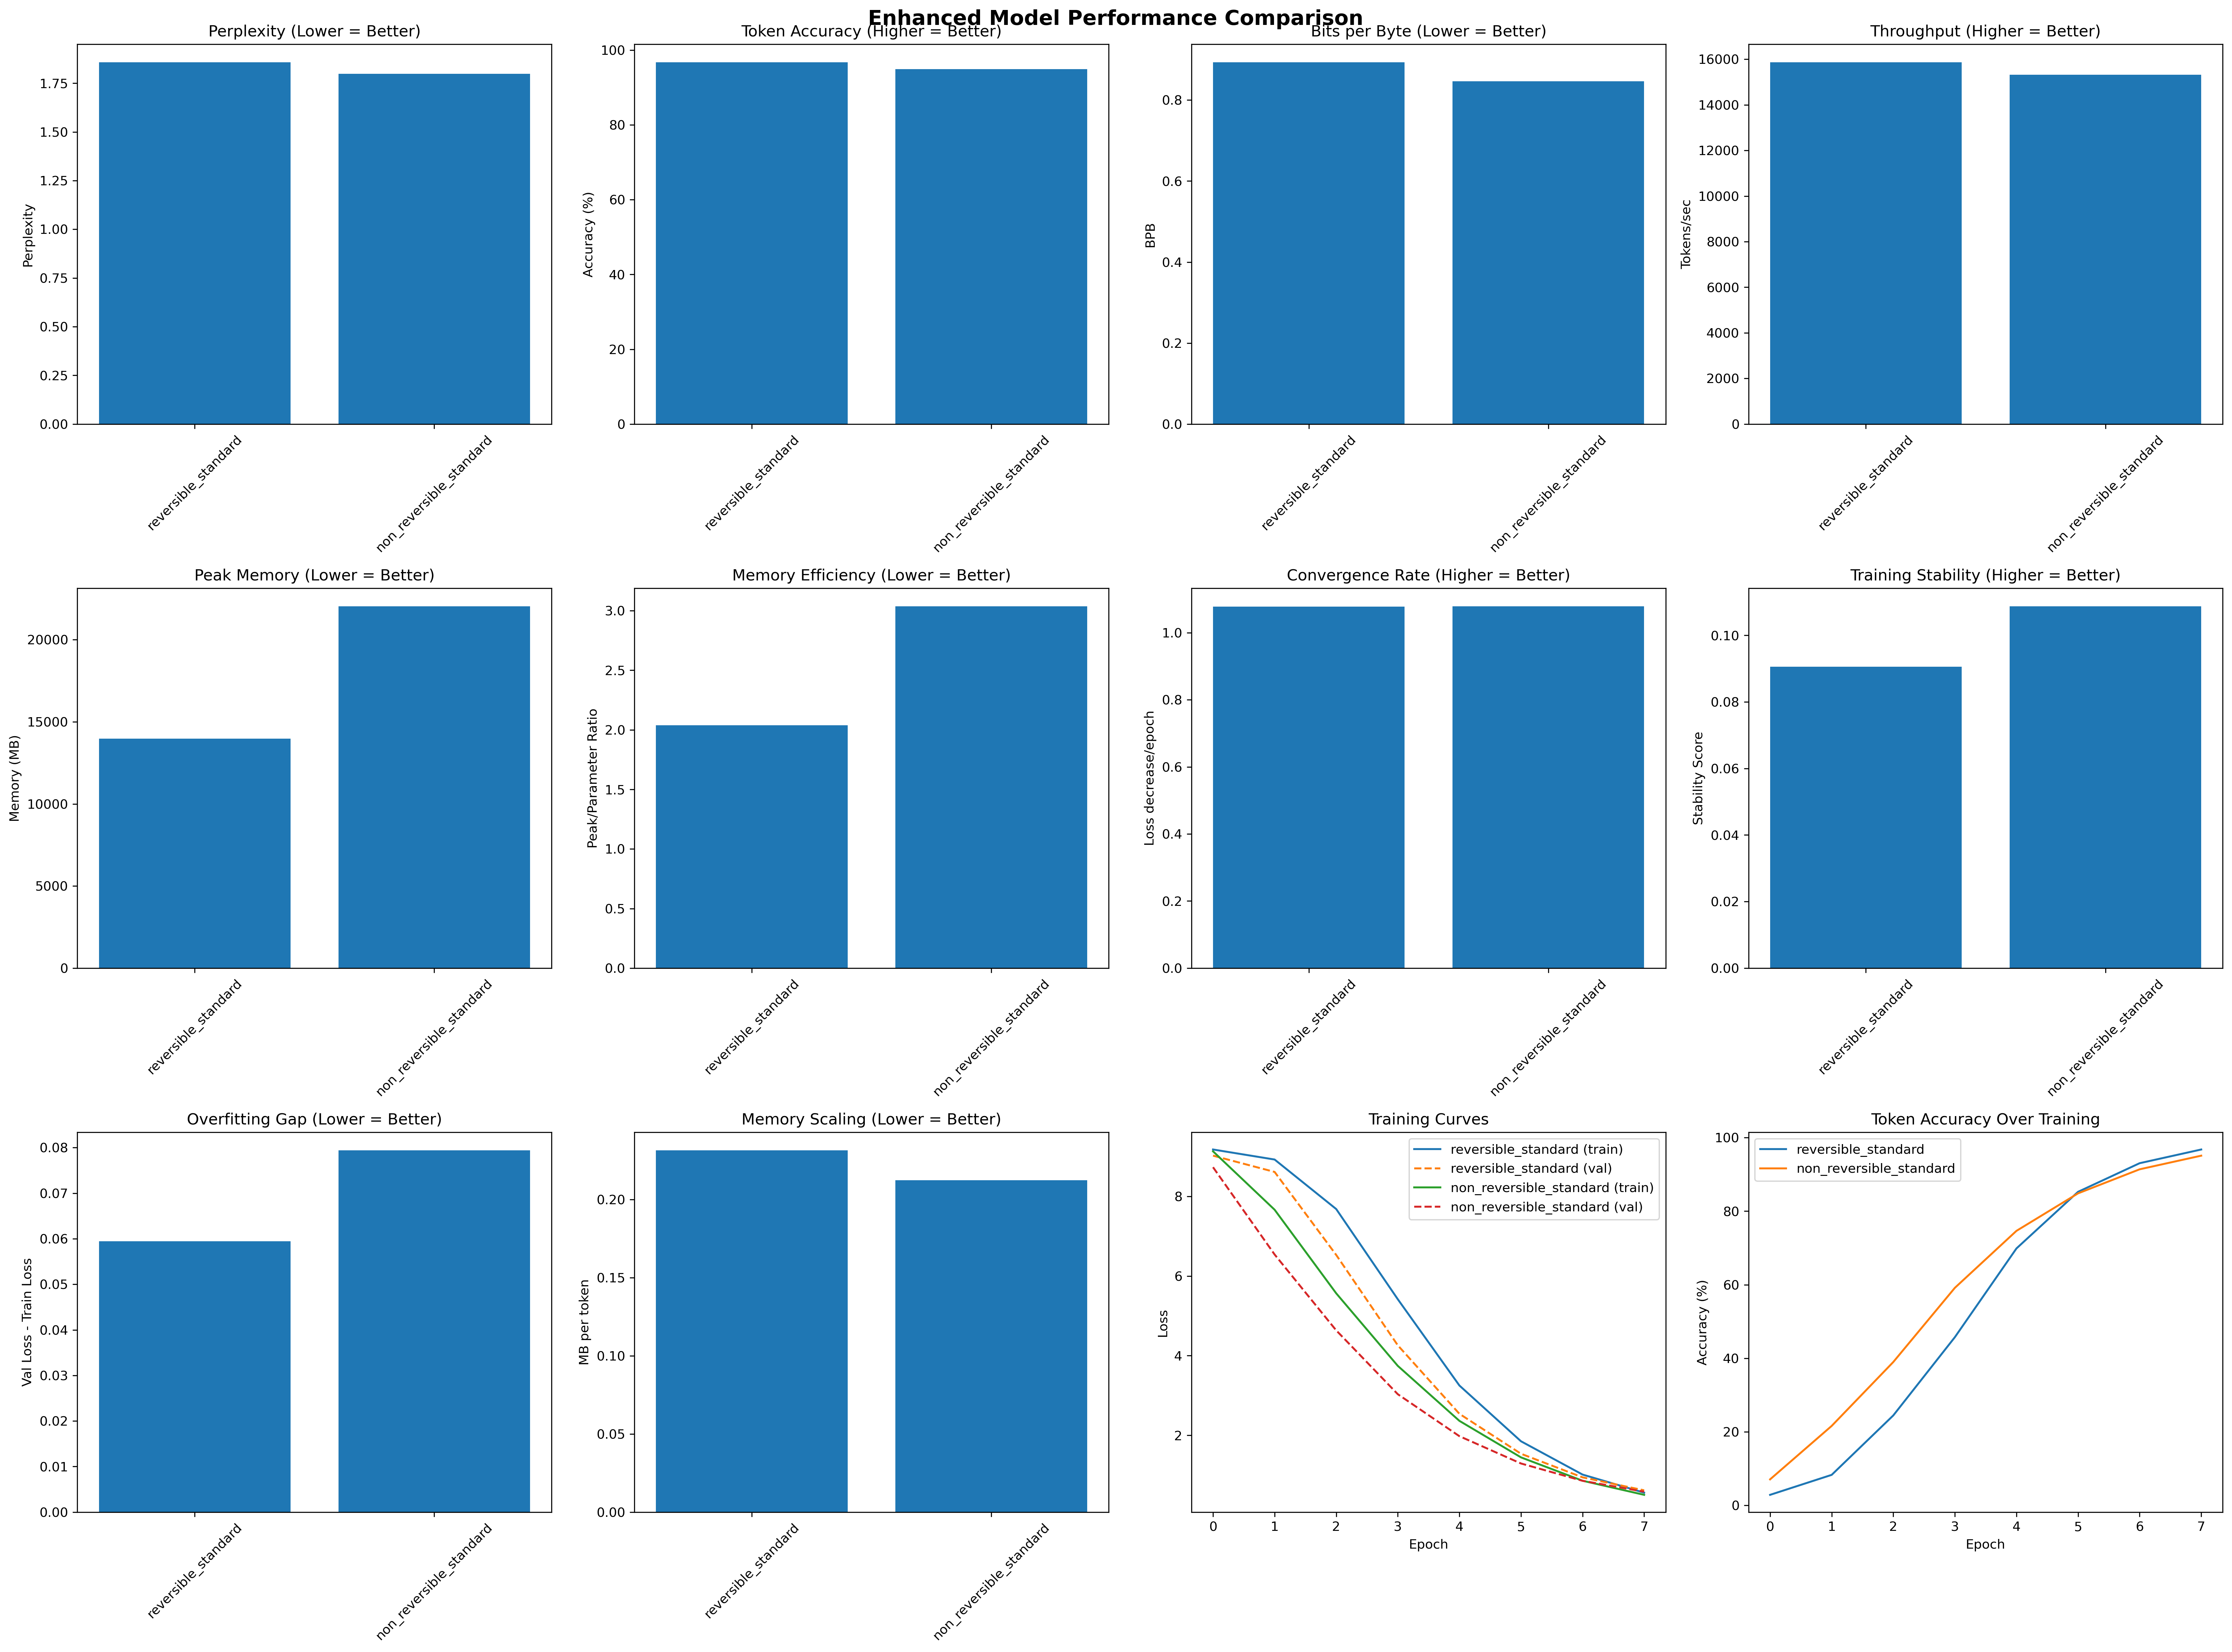 Enhanced Model Performance Comparison
Perplexity (Lower = Better)
Perplexity
1.75
1.50
1.25
1.00
0.75
0.50
0.25
0.00
reversible_standard
non_reversible_standard
Token Accuracy (Higher = Better)
Accuracy (%)
100
80
60
40
20
0
reversible_standard
non_reversible_standard
Bits per Byte (Lower = Better)
BPB
0.8
0.6
0.4
0.2
0.0
reversible_standard
non_reversible_standard
Throughput (Higher = Better)
Tokens/sec
16000
14000
12000
10000
8000
6000
4000
2000
0
reversible_standard
non_reversible_standard
Peak Memory (Lower = Better)
Memory (MB)
20000
15000
10000
5000
0
reversible_standard
non_reversible_standard
Memory Efficiency (Lower = Better)
Peak/Parameter Ratio
3.0
2.5
2.0
1.5
1.0
0.5
0.0
reversible_standard
non_reversible_standard
Convergence Rate (Higher = Better)
Loss decrease/epoch
1.0
0.8
0.6
0.4
0.2
0.0
reversible_standard
non_reversible_standard
Training Stability (Higher = Better)
Stability Score
0.10
0.08
0.06
0.04
0.02
0.00
reversible_standard
non_reversible_standard
Overfitting Gap (Lower = Better)
Val Loss - Train Loss
0.08
0.07
0.06
0.05
0.04
0.03
0.02
0.01
0.00
reversible_standard
non_reversible_standard
Memory Scaling (Lower = Better)
MB per token
0.20
0.15
0.10
0.05
0.00
reversible_standard
non_reversible_standard
Training Curves
reversible_standard (train)
reversible_standard (val)
non_reversible_standard (train)
non_reversible_standard (val)
Loss
8
6
4
2
0 1 2 3 4 5 6 7
Epoch
Token Accuracy Over Training
reversible_standard
non_reversible_standard
Accuracy (%)
100
80
60
40
20
0
0 1 2 3 4 5 6 7
Epoch